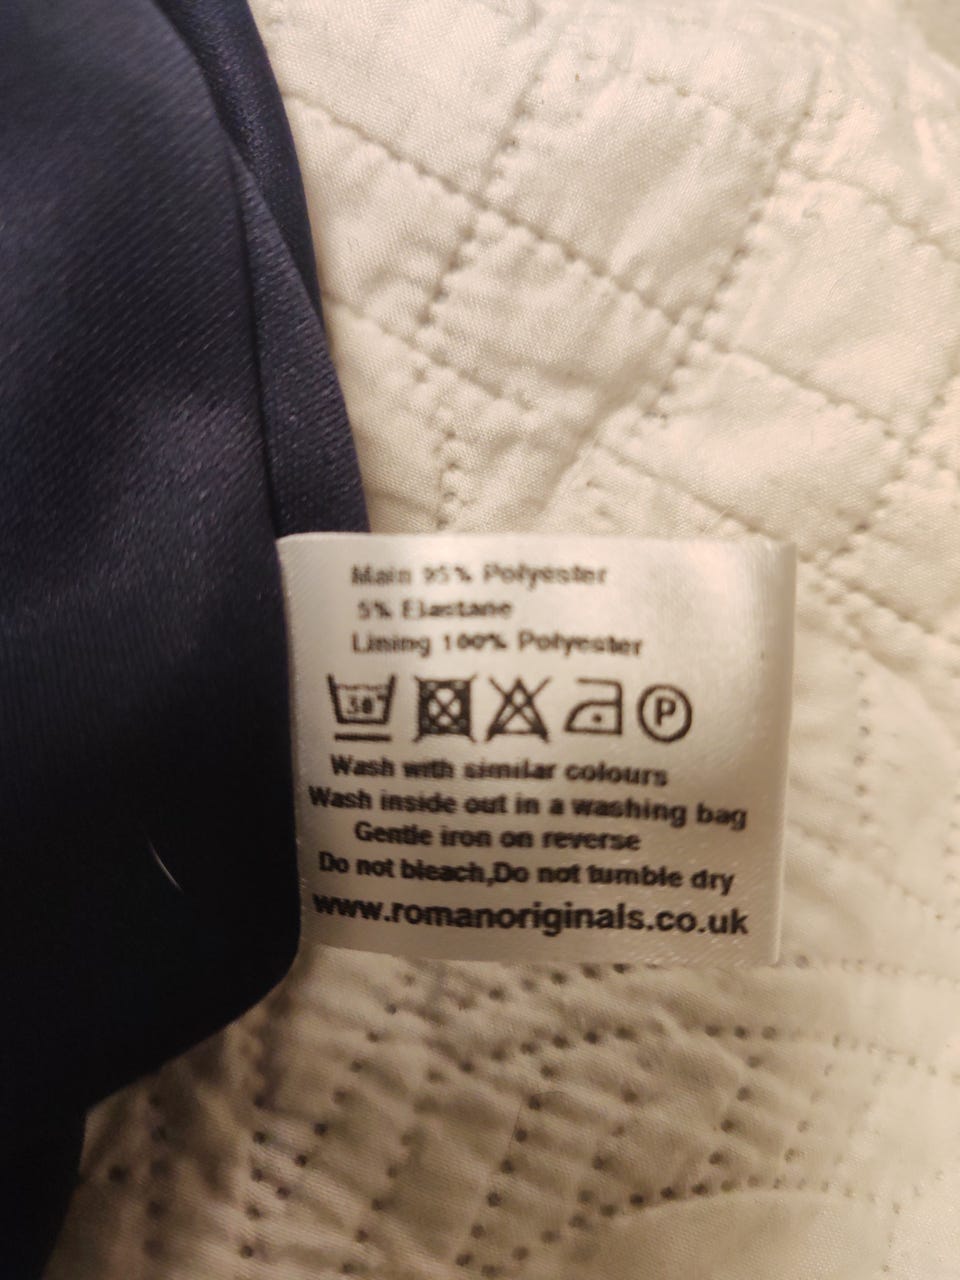 Main 95% Polyester
5% Elastane
Lining 100% Polyester
30° P
Wash with similar colours
Wash inside out in a washing bag
Gentle iron on reverse
Do not bleach,Do not tumble dry
www.romanoriginals.co.uk